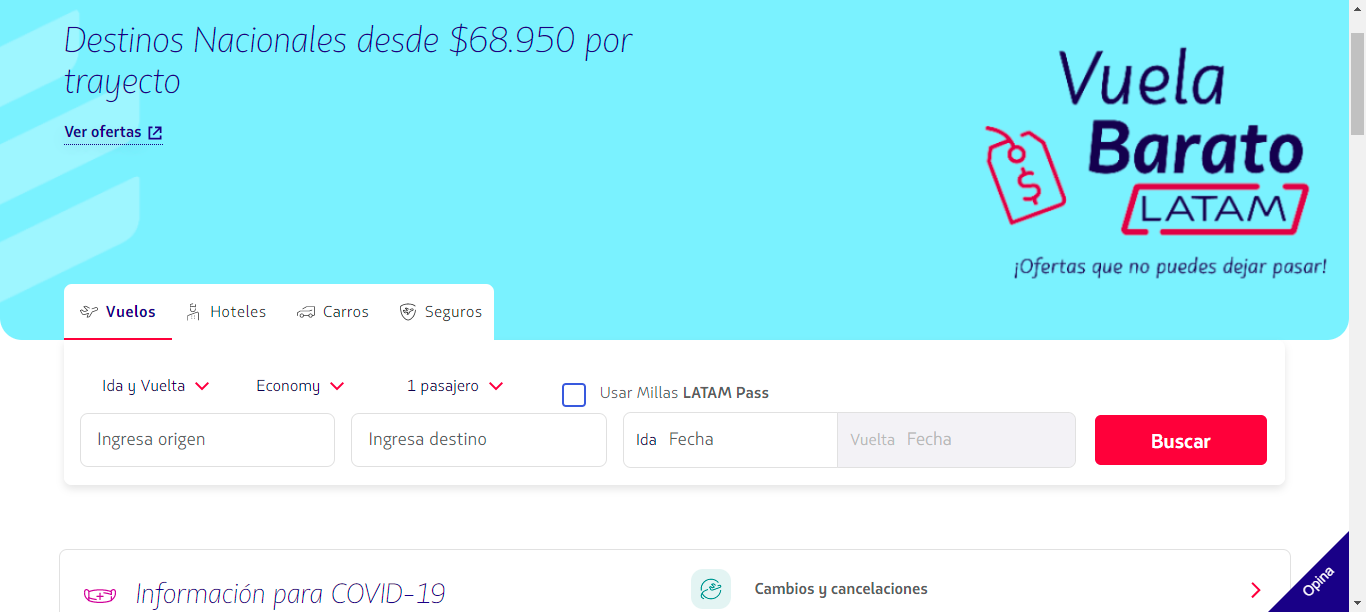 Destinos Nacionales desde $68.950 por
trayecto
Ver ofertas
Vuela
Barato
LATAM
¡Ofertas que no puedes dejar pasar!
Vuelos Hoteles Carros Seguros
Ida y Vuelta Economy 1 pasajero Usar Millas LATAM Pass
Ingresa origen Ingresa destino Ida Fecha Vuelta Fecha Buscar
Información para COVID-19 Cambios y cancelaciones
Opina